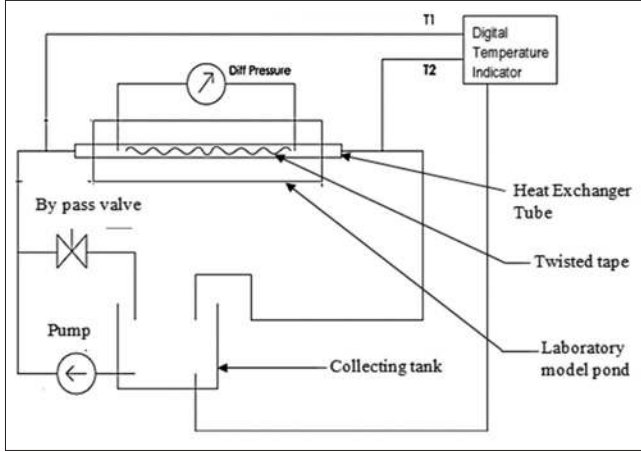 T1
Digital
Temperature
Indicator
T2
Diff Pressure
Heat Exchanger
Tube
By pass valve
Twisted tape
Pump
Laboratory
model pond
Collecting tank